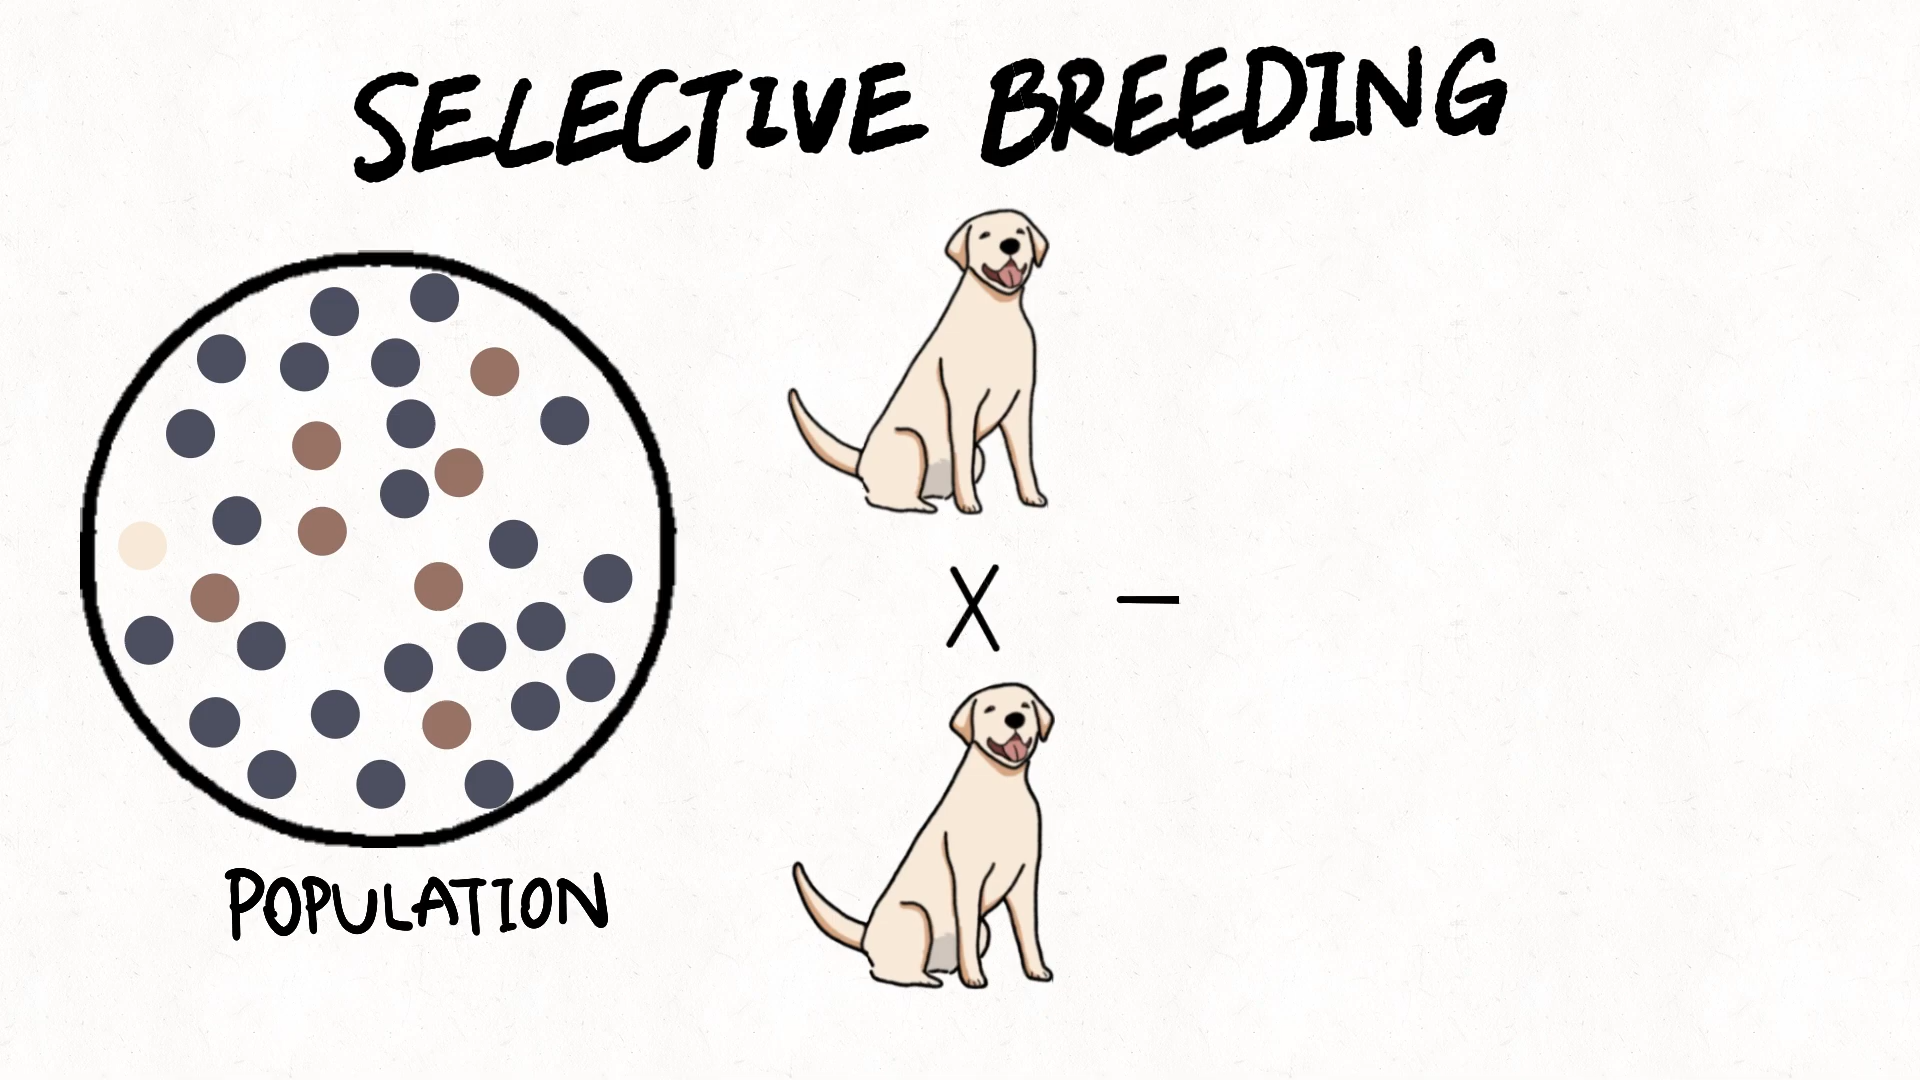 SELECTIVE BREEDING
X –
POPULATION